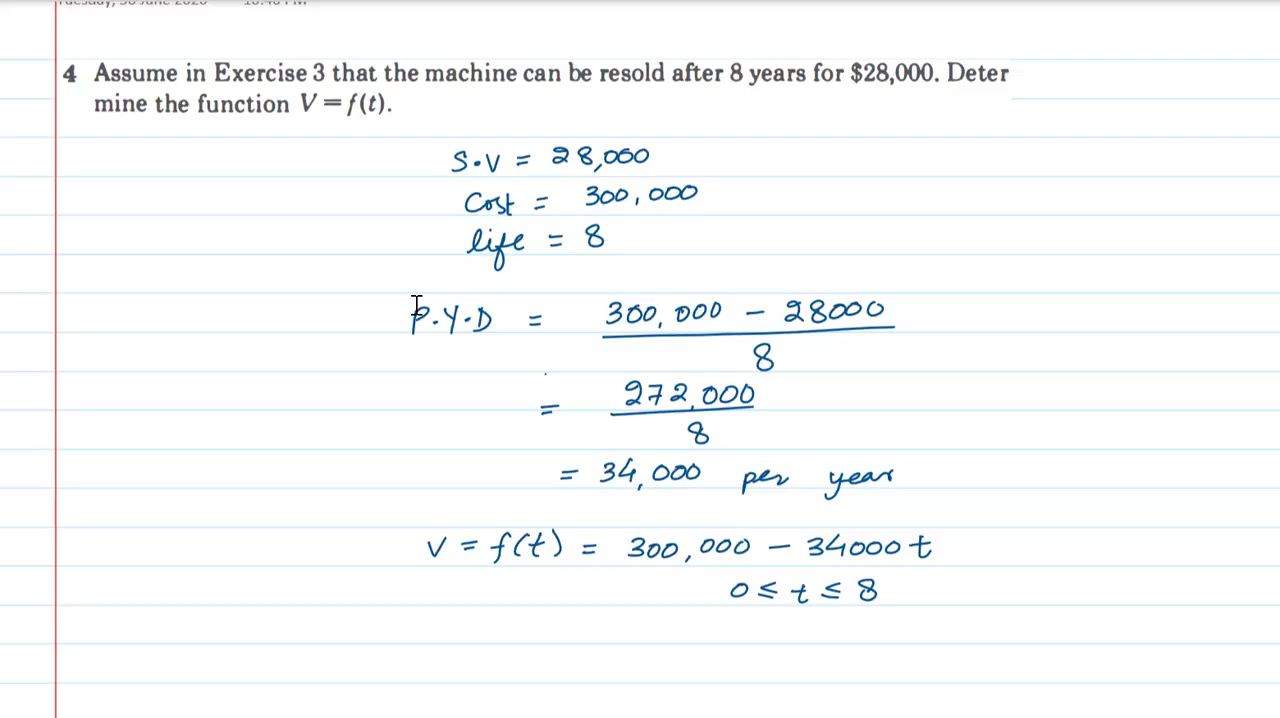 4 Assume in Exercise 3 that the machine can be resold after 8 years for $28,000. Deter
mine the function V = f(t).
S.V = 28,000
Cost = 300,000
life = 8
P.Y.D = 300,000 - 28000
8
= 272,000
8
= 34,000 per year
V = f(t) = 300,000 - 34000 t
0 ≤ t ≤ 8